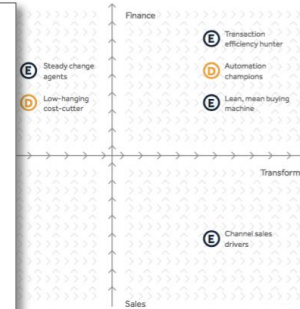 Finance
E Transaction
efficiency hunter
E Steady change
agents
D Automation
champions
D Low-hanging
cost-cutter
E Lean, mean buying
machine
Transform
E Channel sales
drivers
Sales